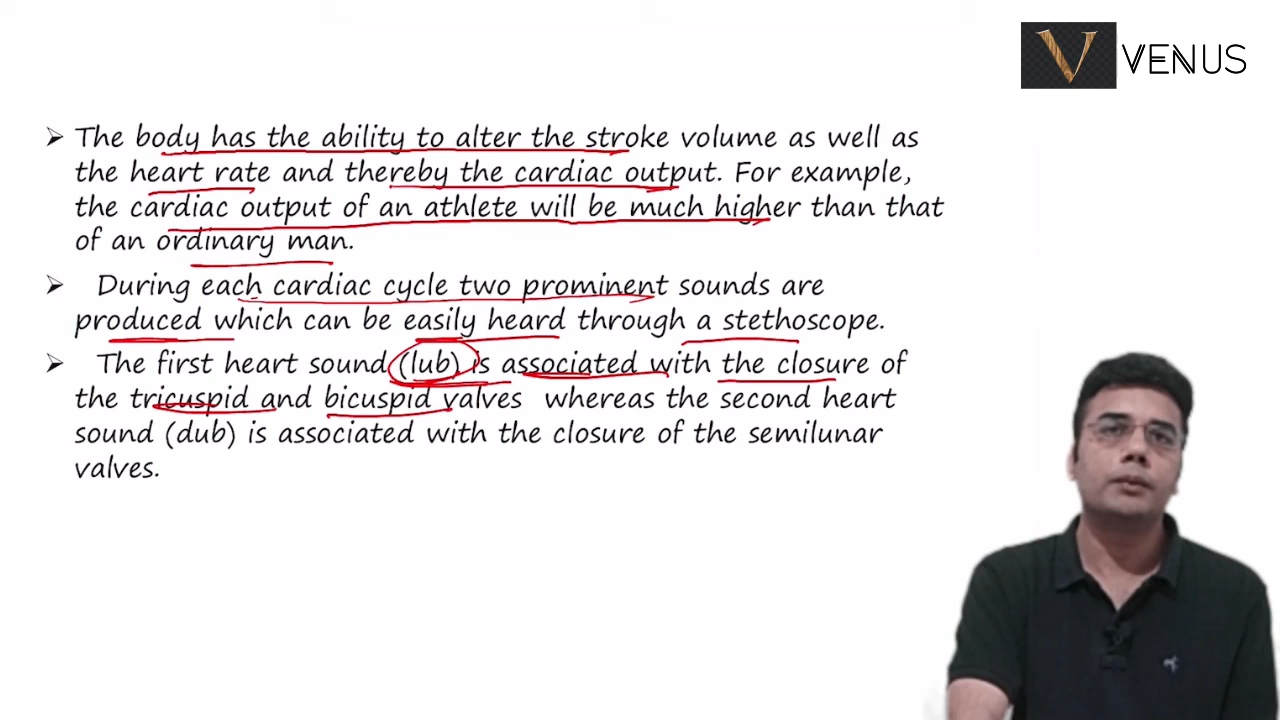 V VENUS
➢ The body has the ability to alter the stroke volume as well as
the heart rate and thereby the cardiac output. For example,
the cardiac output of an athlete will be much higher than that
of an ordinary man.
➢ During each cardiac cycle two prominent sounds are
produced which can be easily heard through a stethoscope.
➢ The first heart sound (lub) is associated with the closure of
the tricuspid and bicuspid valves whereas the second heart
sound (dub) is associated with the closure of the semilunar
valves.